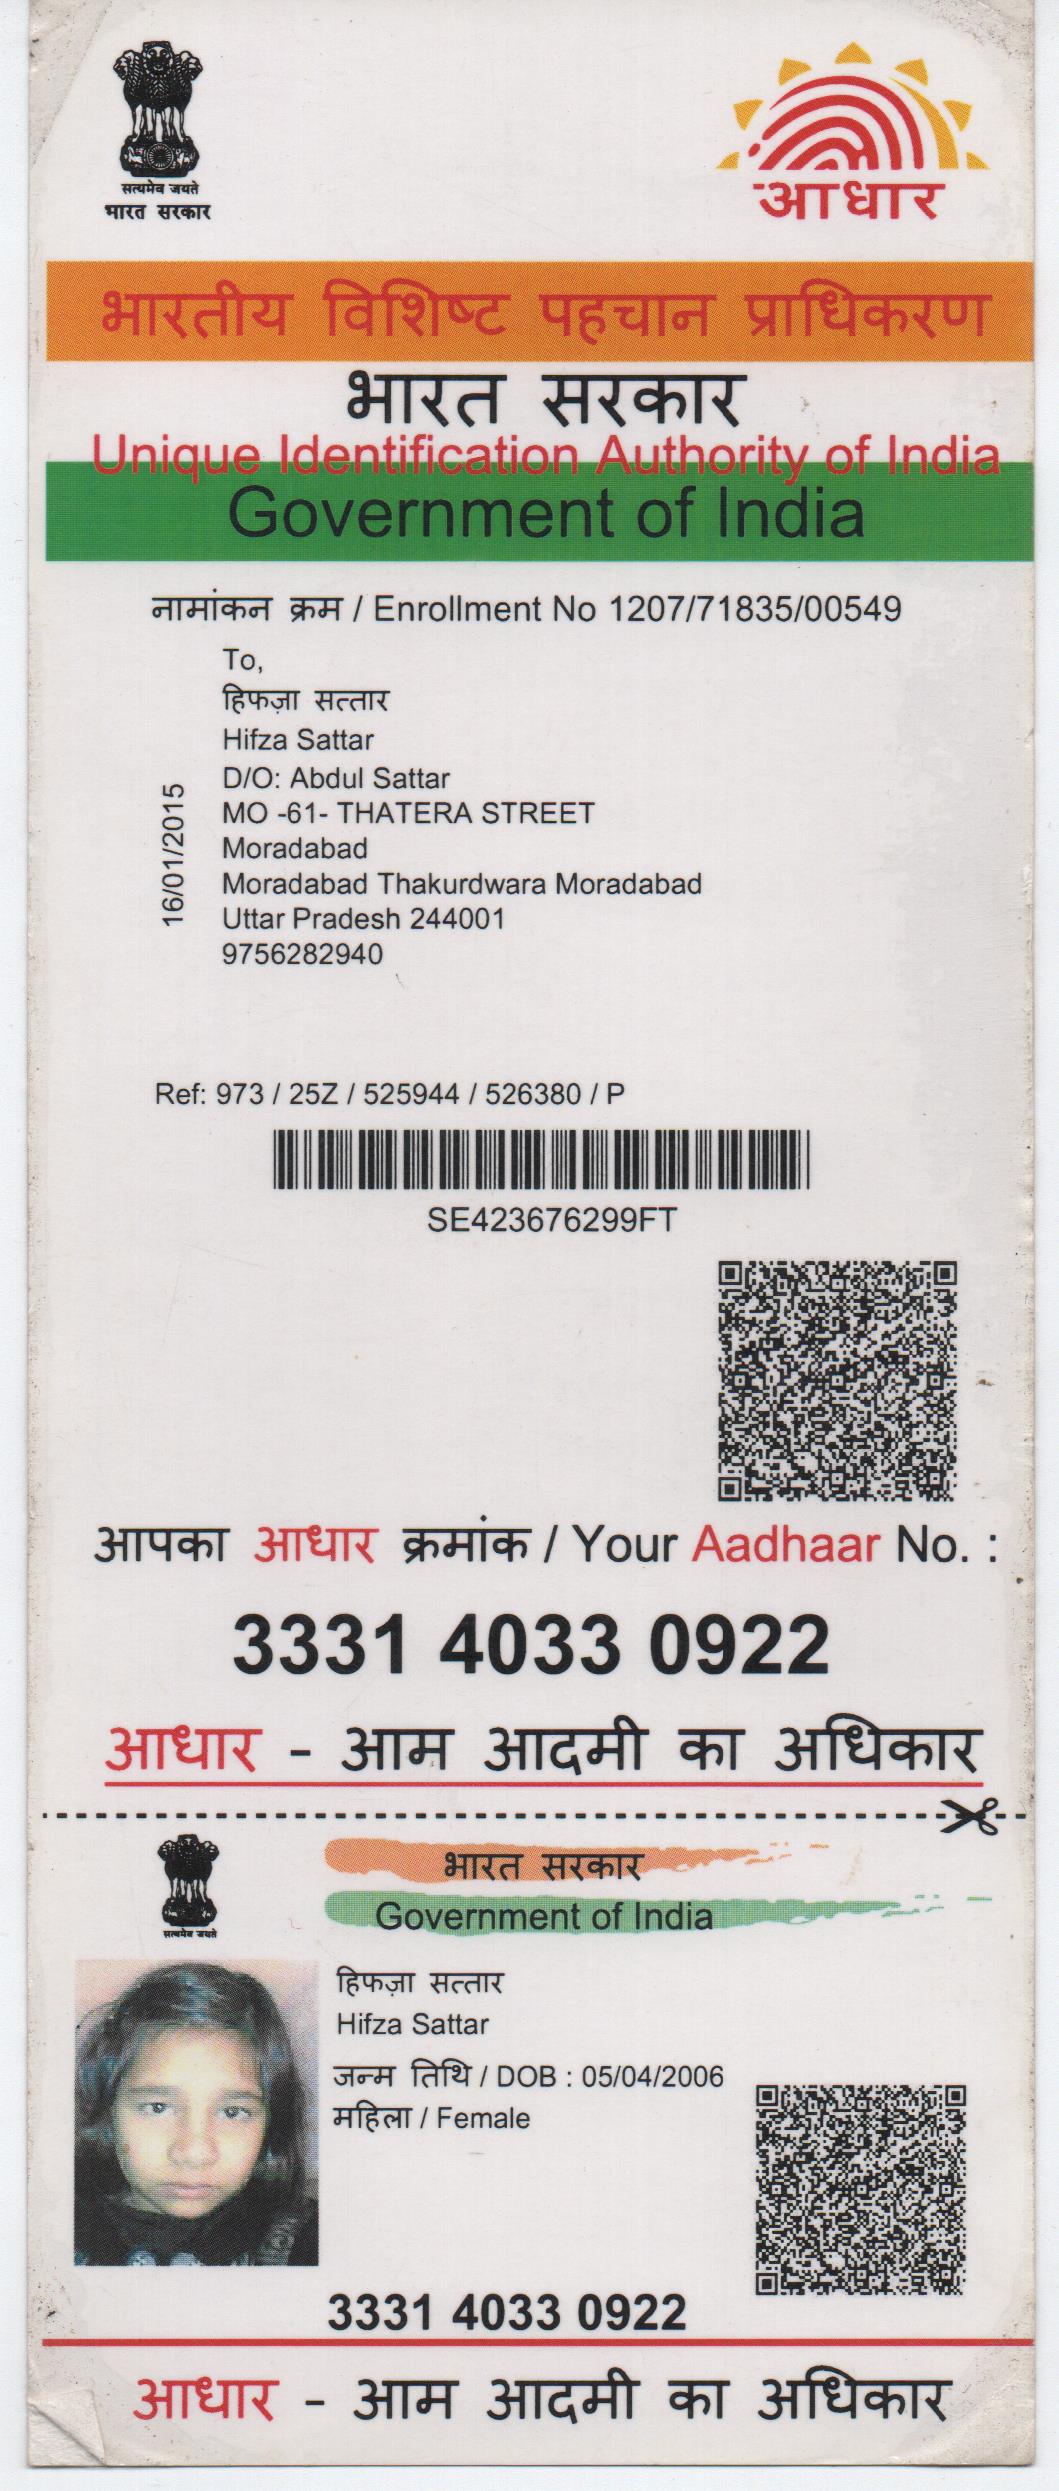 सत्यमेव जयते
भारत सरकार
आधार
भारतीय विशिष्ट पहचान प्राधिकरण
भारत सरकार
Unique Identification Authority of India
Government of India
नामांकन क्रम / Enrollment No 1207/71835/00549
To,
हिफज़ा सत्तार
Hifza Sattar
D/O: Abdul Sattar
MO -61- THATERA STREET
Moradabad
Moradabad Thakurdwara Moradabad
Uttar Pradesh 244001
9756282940
16/01/2015
Ref: 973 / 25Z / 525944 / 526380 / P
SE423676299FT
आपका आधार क्रमांक / Your Aadhaar No. :
3331 4033 0922
आधार - आम आदमी का अधिकार
सत्यमेव जयते
भारत सरकार
Government of India
हिफज़ा सत्तार
Hifza Sattar
जन्म तिथि / DOB : 05/04/2006
महिला / Female
3331 4033 0922
आधार - आम आदमी का अधिकार